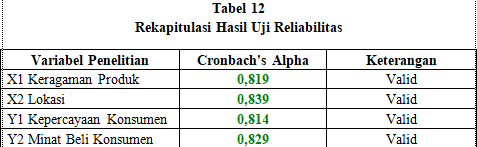 Tabel 12
Rekapitulasi Hasil Uji Reliabilitas
Variabel Penelitian Cronbach's Alpha Keterangan
X1 Keragaman Produk 0,819 Valid
X2 Lokasi 0,839 Valid
Y1 Kepercayaan Konsumen 0,814 Valid
Y2 Minat Beli Konsumen 0,829 Valid